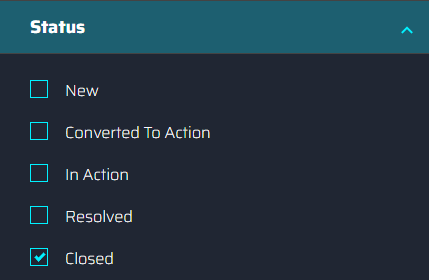 Status
New
Converted To Action
In Action
Resolved
Closed